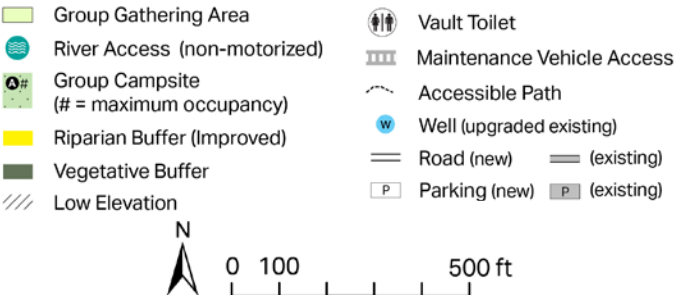 Group Gathering Area
River Access (non-motorized)
A#
Group Campsite
(# = maximum occupancy)
Riparian Buffer (Improved)
Vegetative Buffer
Low Elevation
Vault Toilet
Maintenance Vehicle Access
Accessible Path
W Well (upgraded existing)
Road (new) (existing)
P Parking (new) P (existing)
N
0 100 500 ft